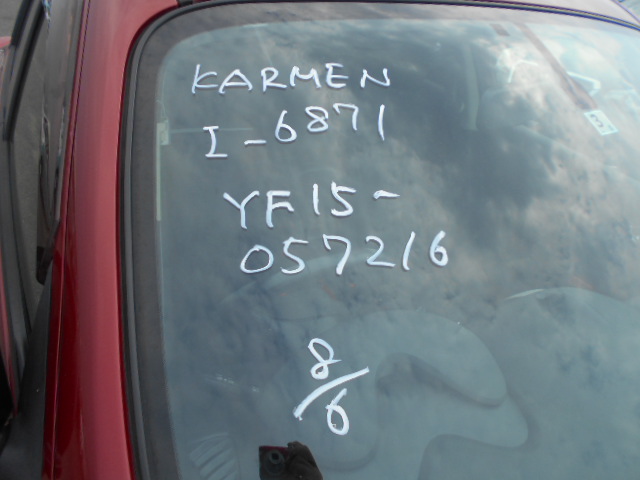 KARMEN
I-6871
YF15-
057216
8/6